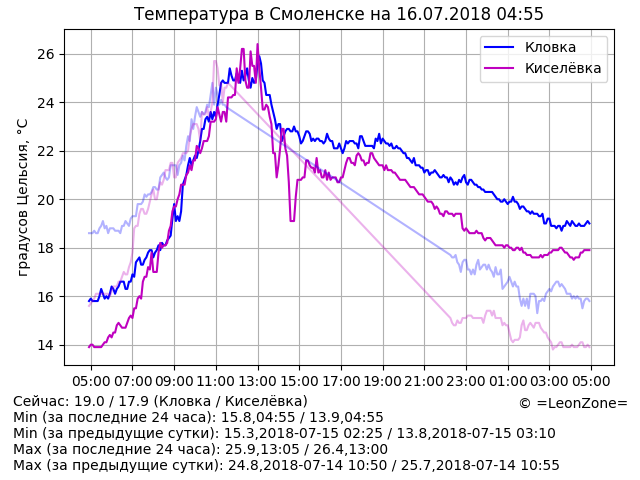 Температура в Смоленске на 16.07.2018 04:55
Кловка
Киселёвка
градусов Цельсия, °C
26
24
22
20
18
16
14
05:00 07:00 09:00 11:00 13:00 15:00 17:00 19:00 21:00 23:00 01:00 03:00 05:00
Сейчас: 19.0 / 17.9 (Кловка / Киселёвка)
© =LeonZone=
Min (за последние 24 часа): 15.8,04:55 / 13.9,04:55
Min (за предыдущие сутки): 15.3,2018-07-15 02:25 / 13.8,2018-07-15 03:10
Max (за последние 24 часа): 25.9,13:05 / 26.4,13:00
Max (за предыдущие сутки): 24.8,2018-07-14 10:50 / 25.7,2018-07-14 10:55